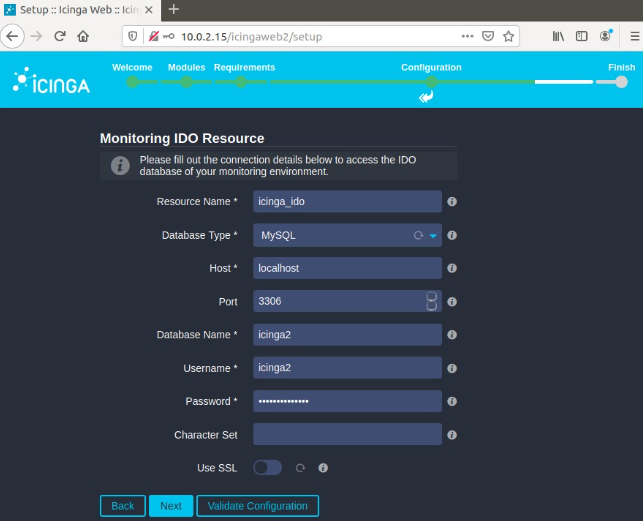 Setup :: Icinga Web :: Icin
10.0.2.15/icingaweb2/setup
ICINGA
Welcome
Modules
Requirements
Configuration
Finish
Monitoring IDO Resource
Please fill out the connection details below to access the IDO
database of your monitoring environment.
Resource Name * icinga_ido
Database Type * MySQL
Host * localhost
Port 3306
Database Name * icinga2
Username * icinga2
Password * ••••••••••••••
Character Set
Use SSL
Back Next Validate Configuration